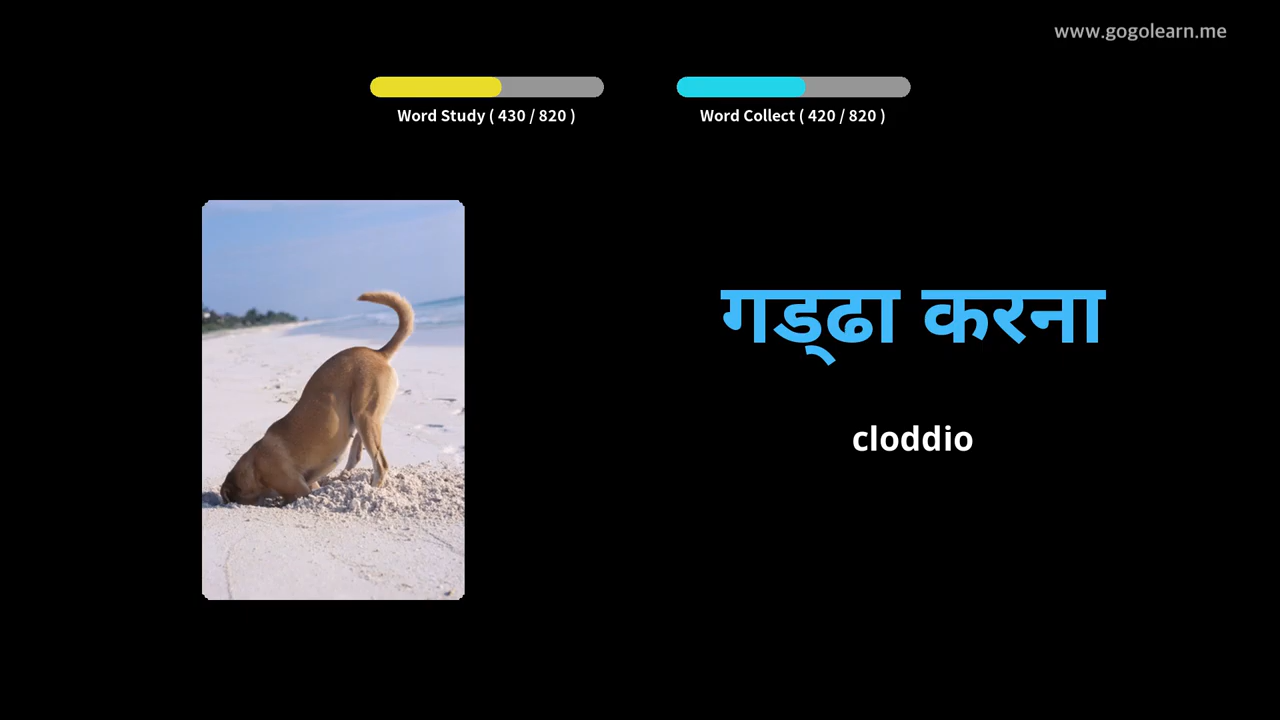 www.gogolearn.me
Word Study ( 430 / 820 )
Word Collect ( 420 / 820 )
गड्‌ढा करना
cloddio